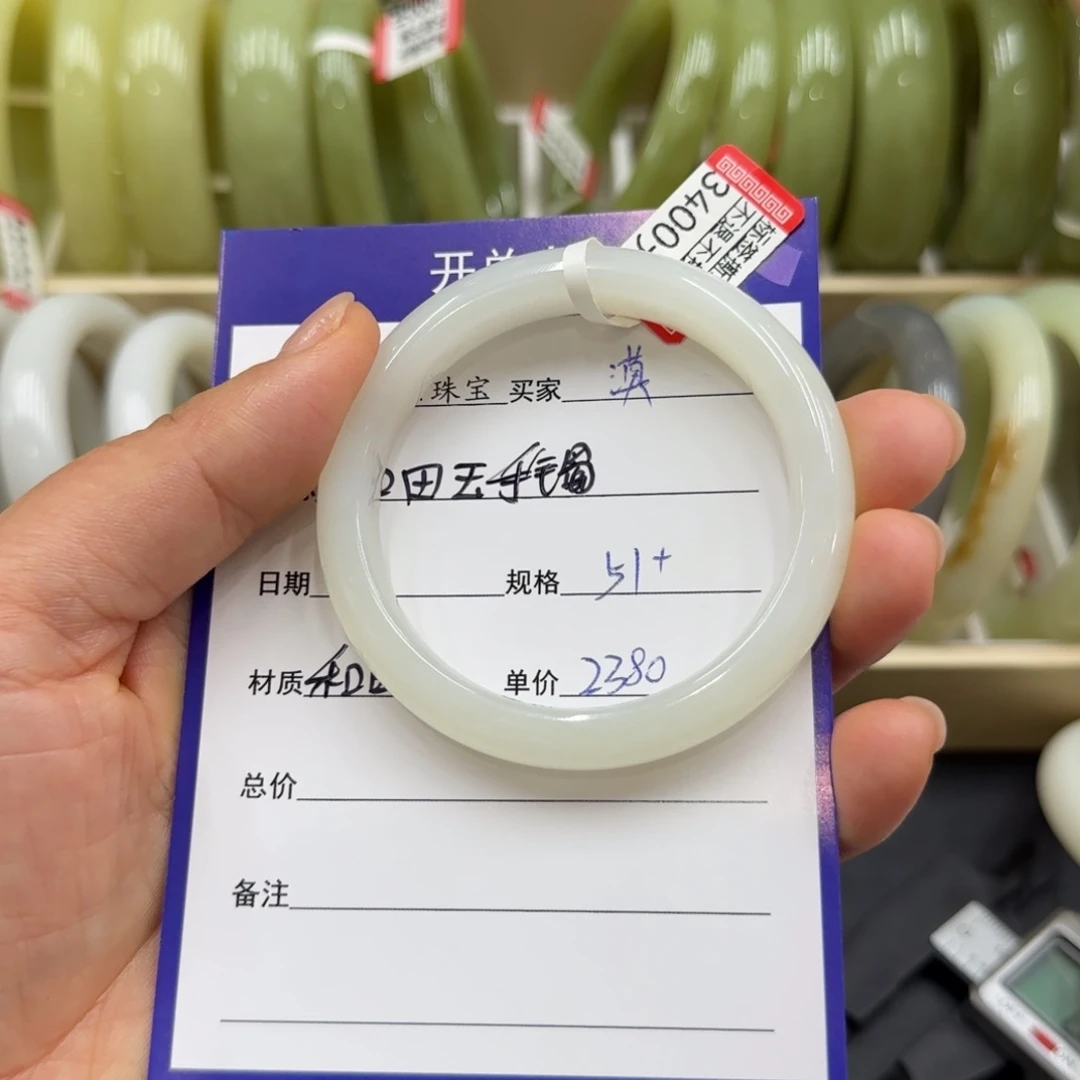 开单
3400
珠宝 买家 漠
田玉手镯
日期 规格 51+
材质 和田 单价 2380
总价
备注